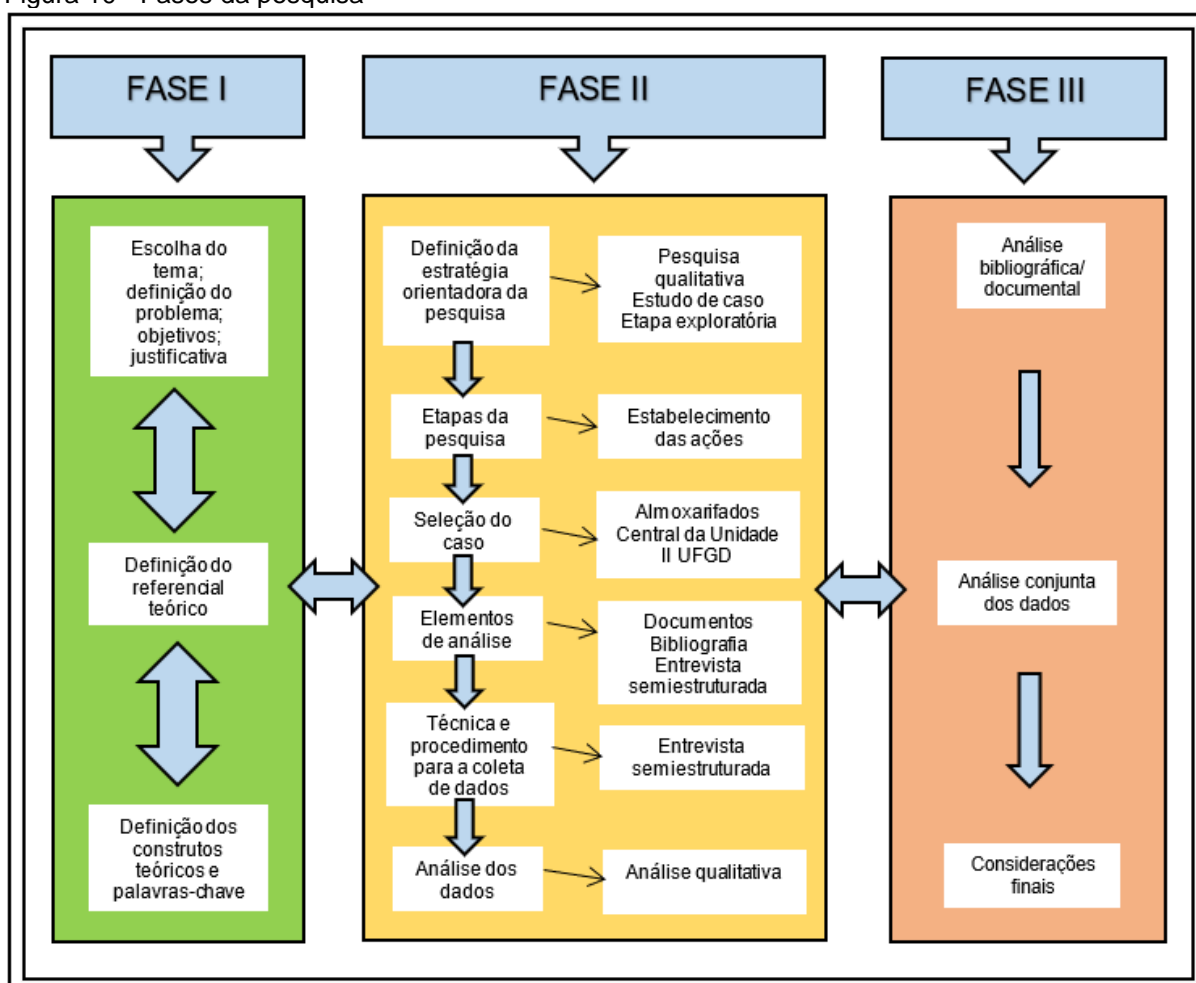 Figura 10 - Fases da pesquisa
FASE I
FASE II
FASE III
Escolha do
tema;
definição do
problema;
objetivos;
justificativa
Definição do
referencial
teórico
Definição dos
construtos
teóricos e
palavras-chave
Definição da
estratégia
orientadora da
pesquisa
Pesquisa
qualitativa
Estudo de caso
Etapa exploratória
Etapas da
pesquisa
Estabelecimento
das ações
Seleção do
caso
Almoxarifados
Central da Unidade
II UFGD
Elementos
de análise
Documentos
Bibliografia
Entrevista
semiestruturada
Técnica e
procedimento
para a coleta
de dados
Entrevista
semiestruturada
Análise dos
dados
Análise qualitativa
Análise
bibliográfica/
documental
Análise conjunta
dos dados
Considerações
finais